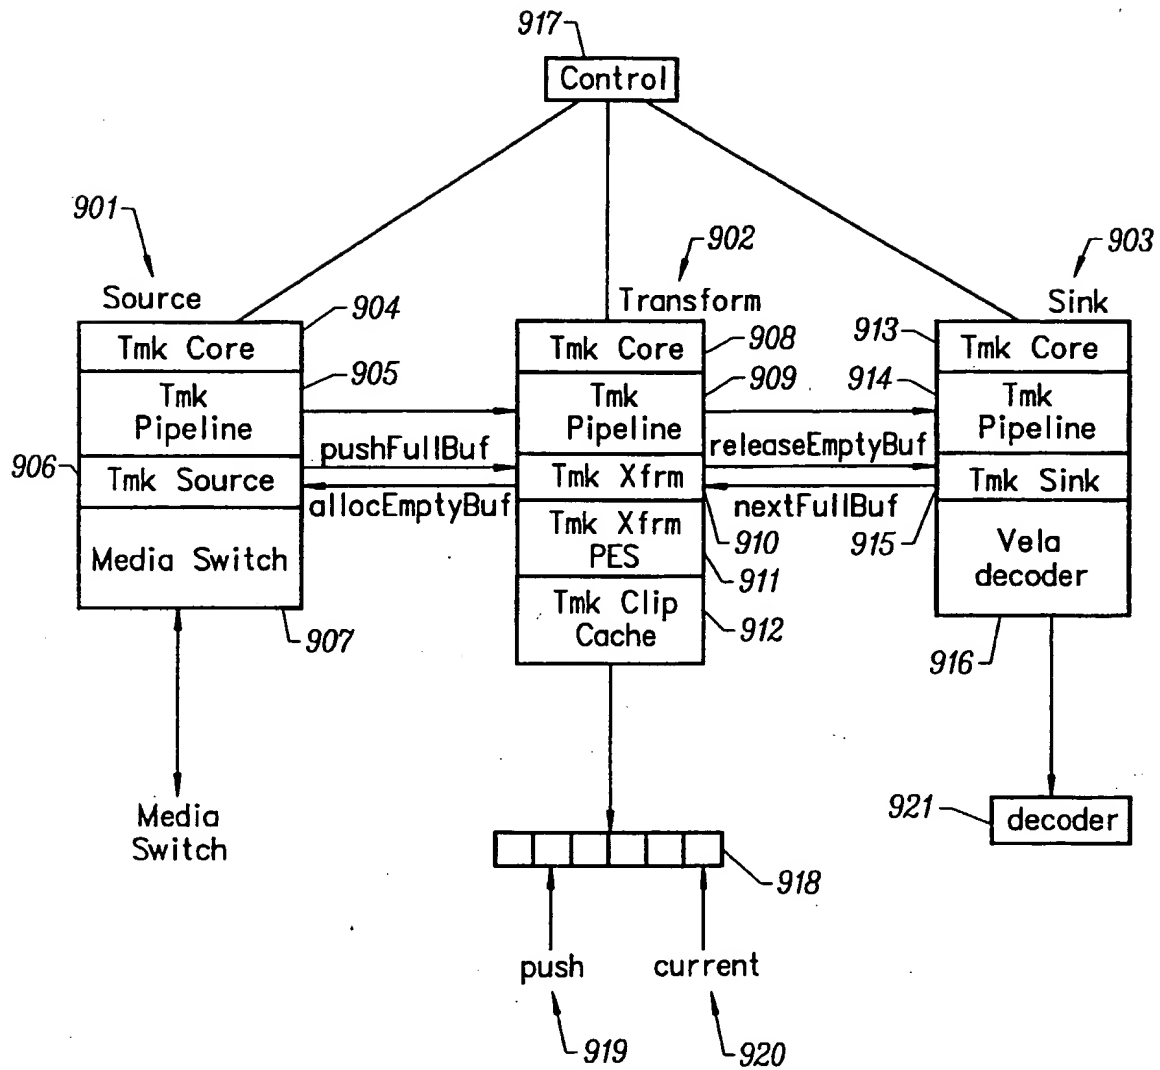 917
Control
901
902
903
Source
Transform
Sink
904
908
913
Tmk Core
Tmk Core
Tmk Core
905
909
914
Tmk
Pipeline
Tmk
Pipeline
Tmk
Pipeline
pushFullBuf
releaseEmptyBuf
906
Tmk Source
Tmk Xfrm
Tmk Sink
allocEmptyBuf
nextFullBuf
910
915
Media Switch
Tmk Xfrm
PES
Vela
decoder
911
Tmk Clip
Cache
912
907
916
Media
Switch
921
decoder
918
push
current
919
920